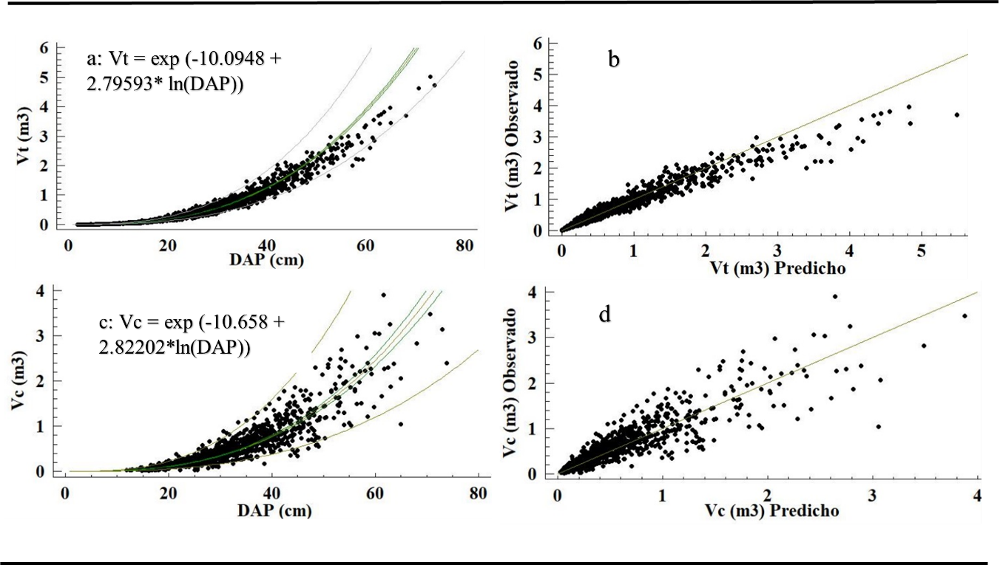 a: Vt = exp (-10.0948 +
2.79593* ln(DAP))
6
5
4
3
2
1
0
Vt (m3)
0 20 40 60 80
DAP (cm)
b
6
5
4
3
2
1
0
Vt (m3) Observado
0 1 2 3 4 5
Vt (m3) Predicho
c: Vc = exp (-10.658 +
2.82202*ln(DAP))
4
3
2
1
0
Vc (m3)
0 20 40 60 80
DAP (cm)
d
4
3
2
1
0
Vc (m3) Observado
0 1 2 3 4
Vc (m3) Predicho